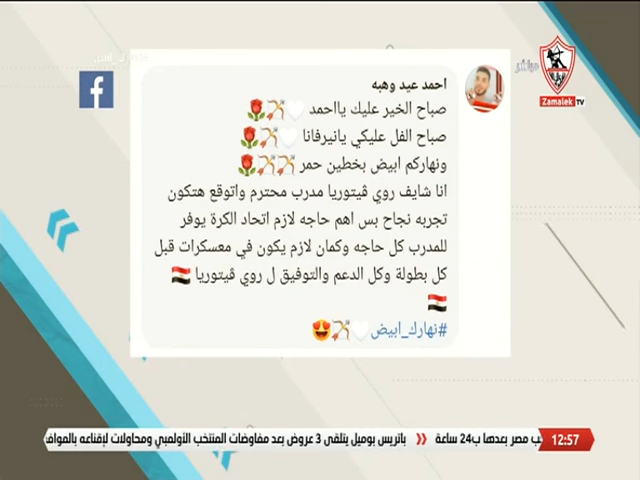 مباشر
Zamalek TV
احمد عيد وهبه
صباح الخير عليك يااحمد 🤍🏹🌹
صباح الفل عليكي يانيرفانا 🤍🏹🌹
ونهاركم ابيض بخطين حمر 🏹🏹🌹
انا شايف روي ڤيتوريا مدرب محترم واتوقع هتكون
تجربه نجاح بس اهم حاجه لازم اتحاد الكرة يوفر
للمدرب كل حاجه وكمان لازم يكون في معسكرات قبل
كل بطولة وكل الدعم والتوفيق ل روي ڤيتوريا 🇪🇬
🇪🇬
#نهارك_ابيض🤍🏹😍
12:57
ب مصر بعدها ب24 ساعة » باتريس بوميل يتلقى 3 عروض بعد مفاوضات المنتخب الأولمبي ومحاولات لإقناعه بالمواف